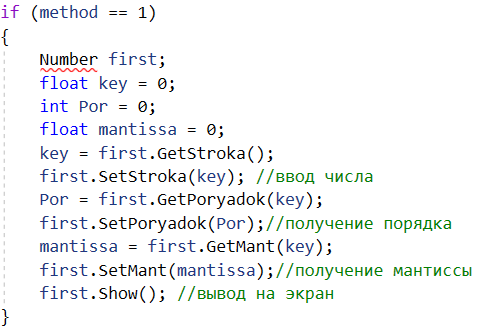 if (method == 1)
{
Number first;
float key = 0;
int Por = 0;
float mantissa = 0;
key = first.GetStroka();
first.SetStroka(key); //ввод числа
Por = first.GetPoryadok(key);
first.SetPoryadok(Por);//получение порядка
mantissa = first.GetMant(key);
first.SetMant(mantissa);//получение мантиссы
first.Show(); //вывод на экран
}